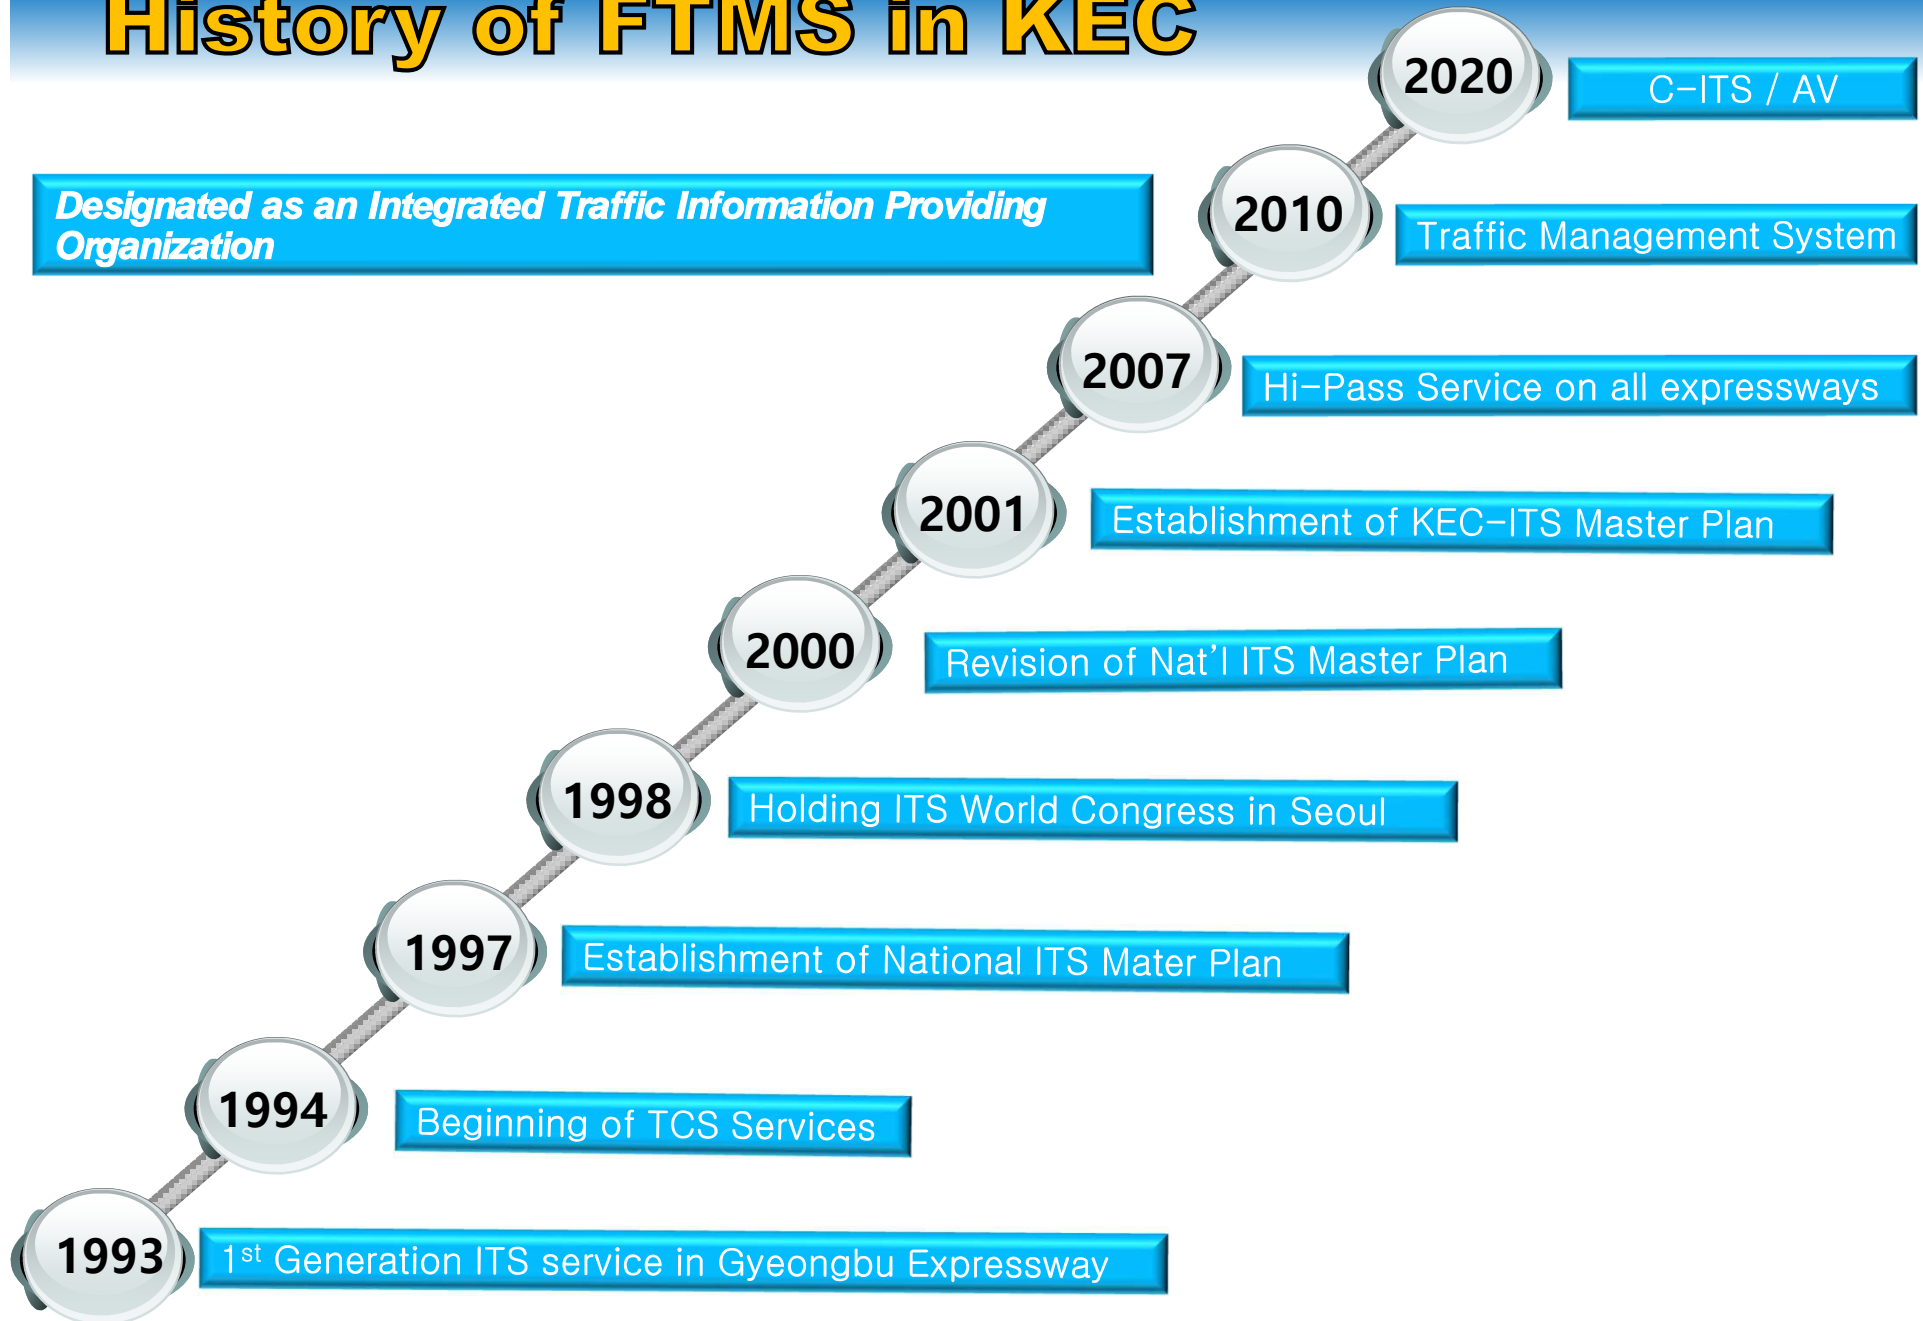 History of FTMS in KEC
2020
C-ITS / AV
Designated as an Integrated Traffic Information Providing
Organization
2010
Traffic Management System
2007
Hi-Pass Service on all expressways
2001
Establishment of KEC-ITS Master Plan
2000
Revision of Nat’l ITS Master Plan
1998
Holding ITS World Congress in Seoul
1997
Establishment of National ITS Mater Plan
1994
Beginning of TCS Services
1993
1st Generation ITS service in Gyeongbu Expressway